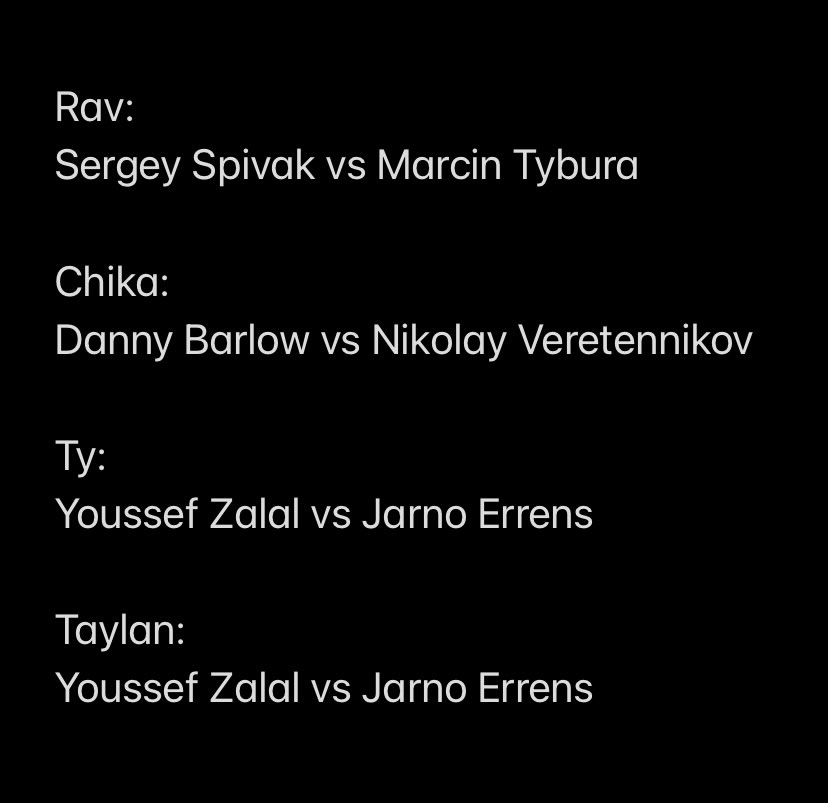 Rav:
Sergey Spivak vs Marcin Tybura
Chika:
Danny Barlow vs Nikolay Veretennikov
Ty:
Youssef Zalal vs Jarno Errens
Taylan:
Youssef Zalal vs Jarno Errens